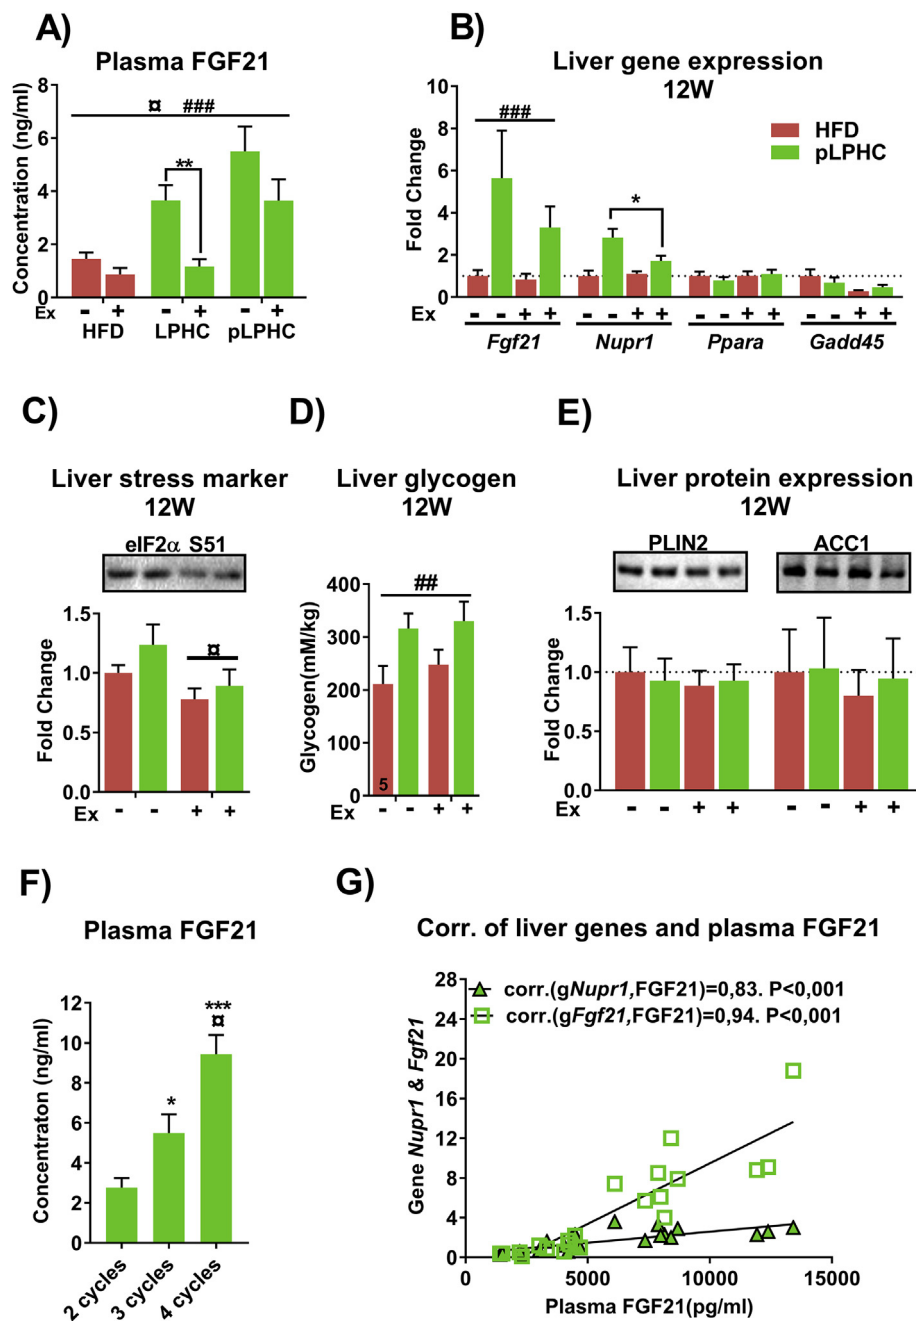 A)
Plasma FGF21
Concentration (ng/ml)
8
6
4
2
0
¤ ###
**
Ex - + - + - +
HFD LPHC pLPHC
B)
Liver gene expression
12W
Fold Change
10
8
6
4
2
0
###
*
HFD
pLPHC
- - + + - - + + - - + + - - + +
Fgf21 Nupr1 Ppara Gadd45
C)
Liver stress marker
12W
eIF2α S51
Fold Change
1.5
1.0
0.5
0.0
¤
Ex - - + +
D)
Liver glycogen
12W
Glycogen(mM/kg)
400
300
200
100
0
##
5
Ex - - + +
E)
Liver protein expression
12W
PLIN2 ACC1
Fold Change
1.5
1.0
0.5
0.0
Ex - - + + - - + +
F)
Plasma FGF21
Concentraton (ng/ml)
12
10
8
6
4
2
0
*
***
¤
2 cycles 3 cycles 4 cycles
G)
Corr. of liver genes and plasma FGF21
Gene Nupr1 & Fgf21
28
24
20
16
12
8
4
0
corr.(gNupr1,FGF21)=0,83. P<0,001
corr.(gFgf21,FGF21)=0,94. P<0,001
0 5000 10000 15000
Plasma FGF21(pg/ml)